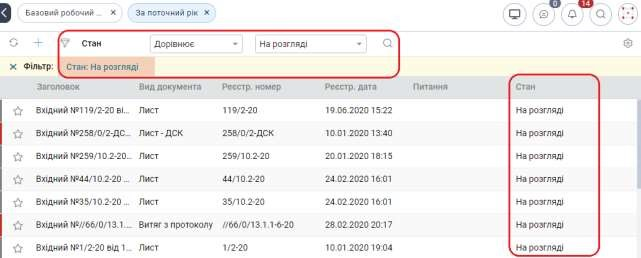 Базовий робочий ... × За поточний рік × 0 14
Стан Дорівнює На розгляді
× Фільтр: Стан: На розгляді
Заголовок Вид документа Реєстр. номер Реєстр. дата Питання Стан
Вхідний №119/2-20 ві... Лист 119/2-20 19.06.2020 15:22 На розгляді
Вхідний №258/0/2-ДС... Лист - ДСК 258/0/2-ДСК 10.01.2020 13:40 На розгляді
Вхідний №259/10.2-20... Лист 259/10.2-20 20.01.2020 18:15 На розгляді
Вхідний №44/10.2-20 ... Лист 44/10.2-20 24.02.2020 16:01 На розгляді
Вхідний №35/10.2-20 ... Лист 35/10.2-20 24.02.2020 16:01 На розгляді
Вхідний №//66/0/13.1... Витяг з протоколу //66/0/13.1.1-6-20 28.02.2020 20:17 На розгляді
Вхідний №1/2-20 від 1... Лист 1/2-20 10.01.2020 19:04 На розгляді